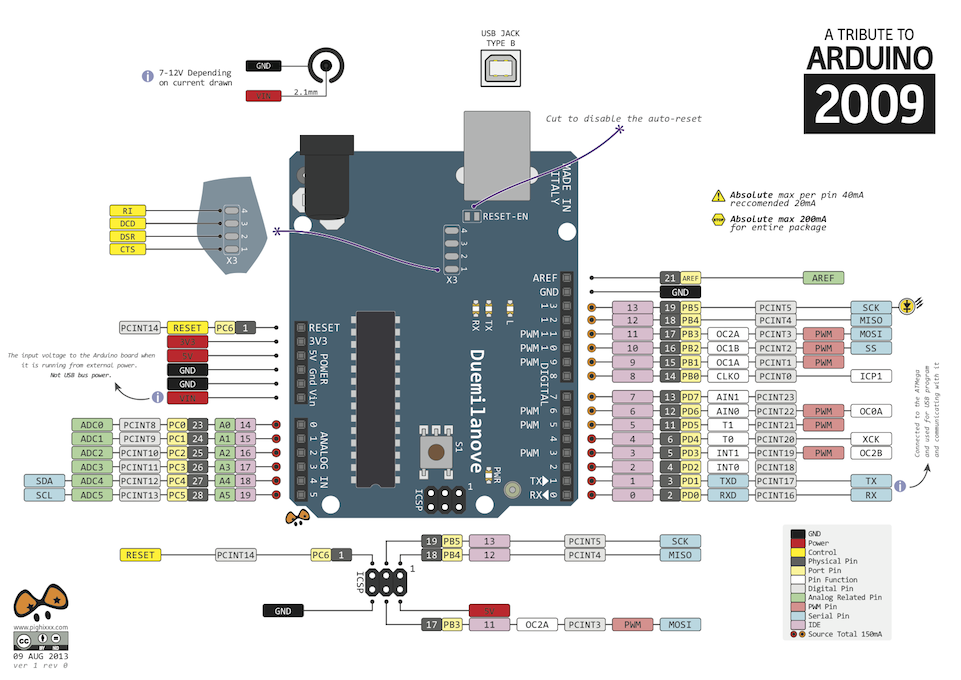 USB JACK
TYPE B
A TRIBUTE TO
ARDUINO
2009
GND
7-12V Depending
on current drawn
VIN
2.1mm
Cut to disable the auto-reset
MADE IN
ITALY
Absolute max per pin 40mA
reccomended 20mA
Absolute max 200mA
for entire package
RI
DCD
DSR
CTS
4
3
2
1
X3
RESET-EN
4
3
2
1
X3
AREF
GND
RX
TX
L
PWM
PWM
PWM
PWM
PWM
PWM
DIGITAL
TX
RX
Duemilanove
S1
PWR
ICSP
1
RESET
3V3
5V
Gnd
Vin
POWER
ANALOG IN
0
1
2
3
4
5
21 AREF AREF
GND
13 19 PB5 PCINT5 SCK
12 18 PB4 PCINT4 MISO
11 17 PB3 OC2A PCINT3 PWM MOSI
10 16 PB2 OC1B PCINT2 PWM SS
9 15 PB1 OC1A PCINT1 PWM
8 14 PB0 CLKO PCINT0 ICP1
7 13 PD7 AIN1 PCINT23
6 12 PD6 AIN0 PCINT22 PWM OC0A
5 11 PD5 T1 PCINT21 PWM
4 6 PD4 T0 PCINT20 XCK
3 5 PD3 INT1 PCINT19 PWM OC2B
2 4 PD2 INT0 PCINT18
1 3 PD1 TXD PCINT17 TX
0 2 PD0 RXD PCINT16 RX
Connected to the ATMega
and used for USB program
and communicating with it
PCINT14 RESET PC6 1
3V3
5V
GND
GND
VIN
The input voltage to the Arduino board when
it is running from external power.
Not USB bus power.
ADC0 PCINT8 PC0 23 A0 14
ADC1 PCINT9 PC1 24 A1 15
ADC2 PCINT10 PC2 25 A2 16
ADC3 PCINT11 PC3 26 A3 17
SDA ADC4 PCINT12 PC4 27 A4 18
SCL ADC5 PCINT13 PC5 28 A5 19
19 PB5 13 PCINT5 SCK
RESET PCINT14 PC6 1
18 PB4 12 PCINT4 MISO
ICSP
1
GND
5V
17 PB3 11 OC2A PCINT3 PWM MOSI
GND
Power
Control
Physical Pin
Port Pin
Pin Function
Digital Pin
Analog Related Pin
PWM Pin
Serial Pin
IDE
Source Total 150mA
www.pighixxx.com
cc
BY ND
09 AUG 2013
ver 1 rev 0